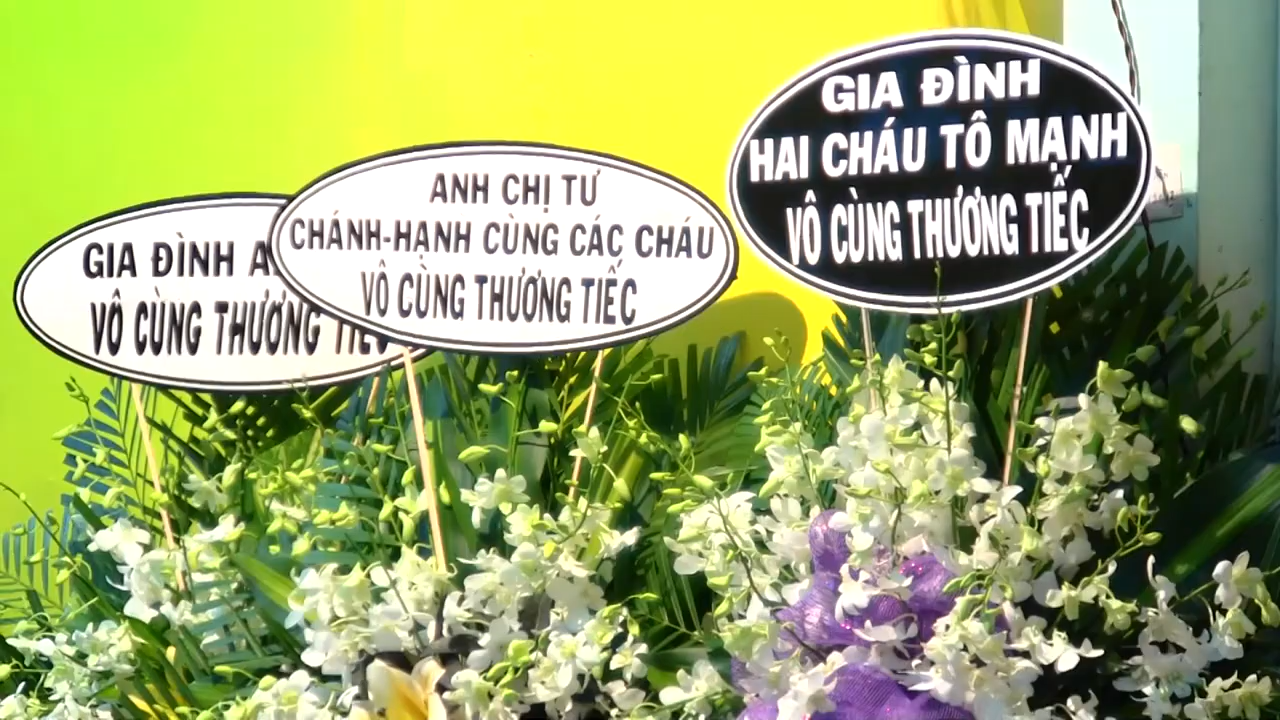 GIA ĐÌNH
VÔ CÙNG THƯƠNG
ANH CHỊ TƯ
CHÁNH-HẠNH CÙNG CÁC CHÁU
VÔ CÙNG THƯƠNG TIẾC
GIA ĐÌNH
HAI CHÁU TÔ MẠNH
VÔ CÙNG THƯƠNG TIẾC